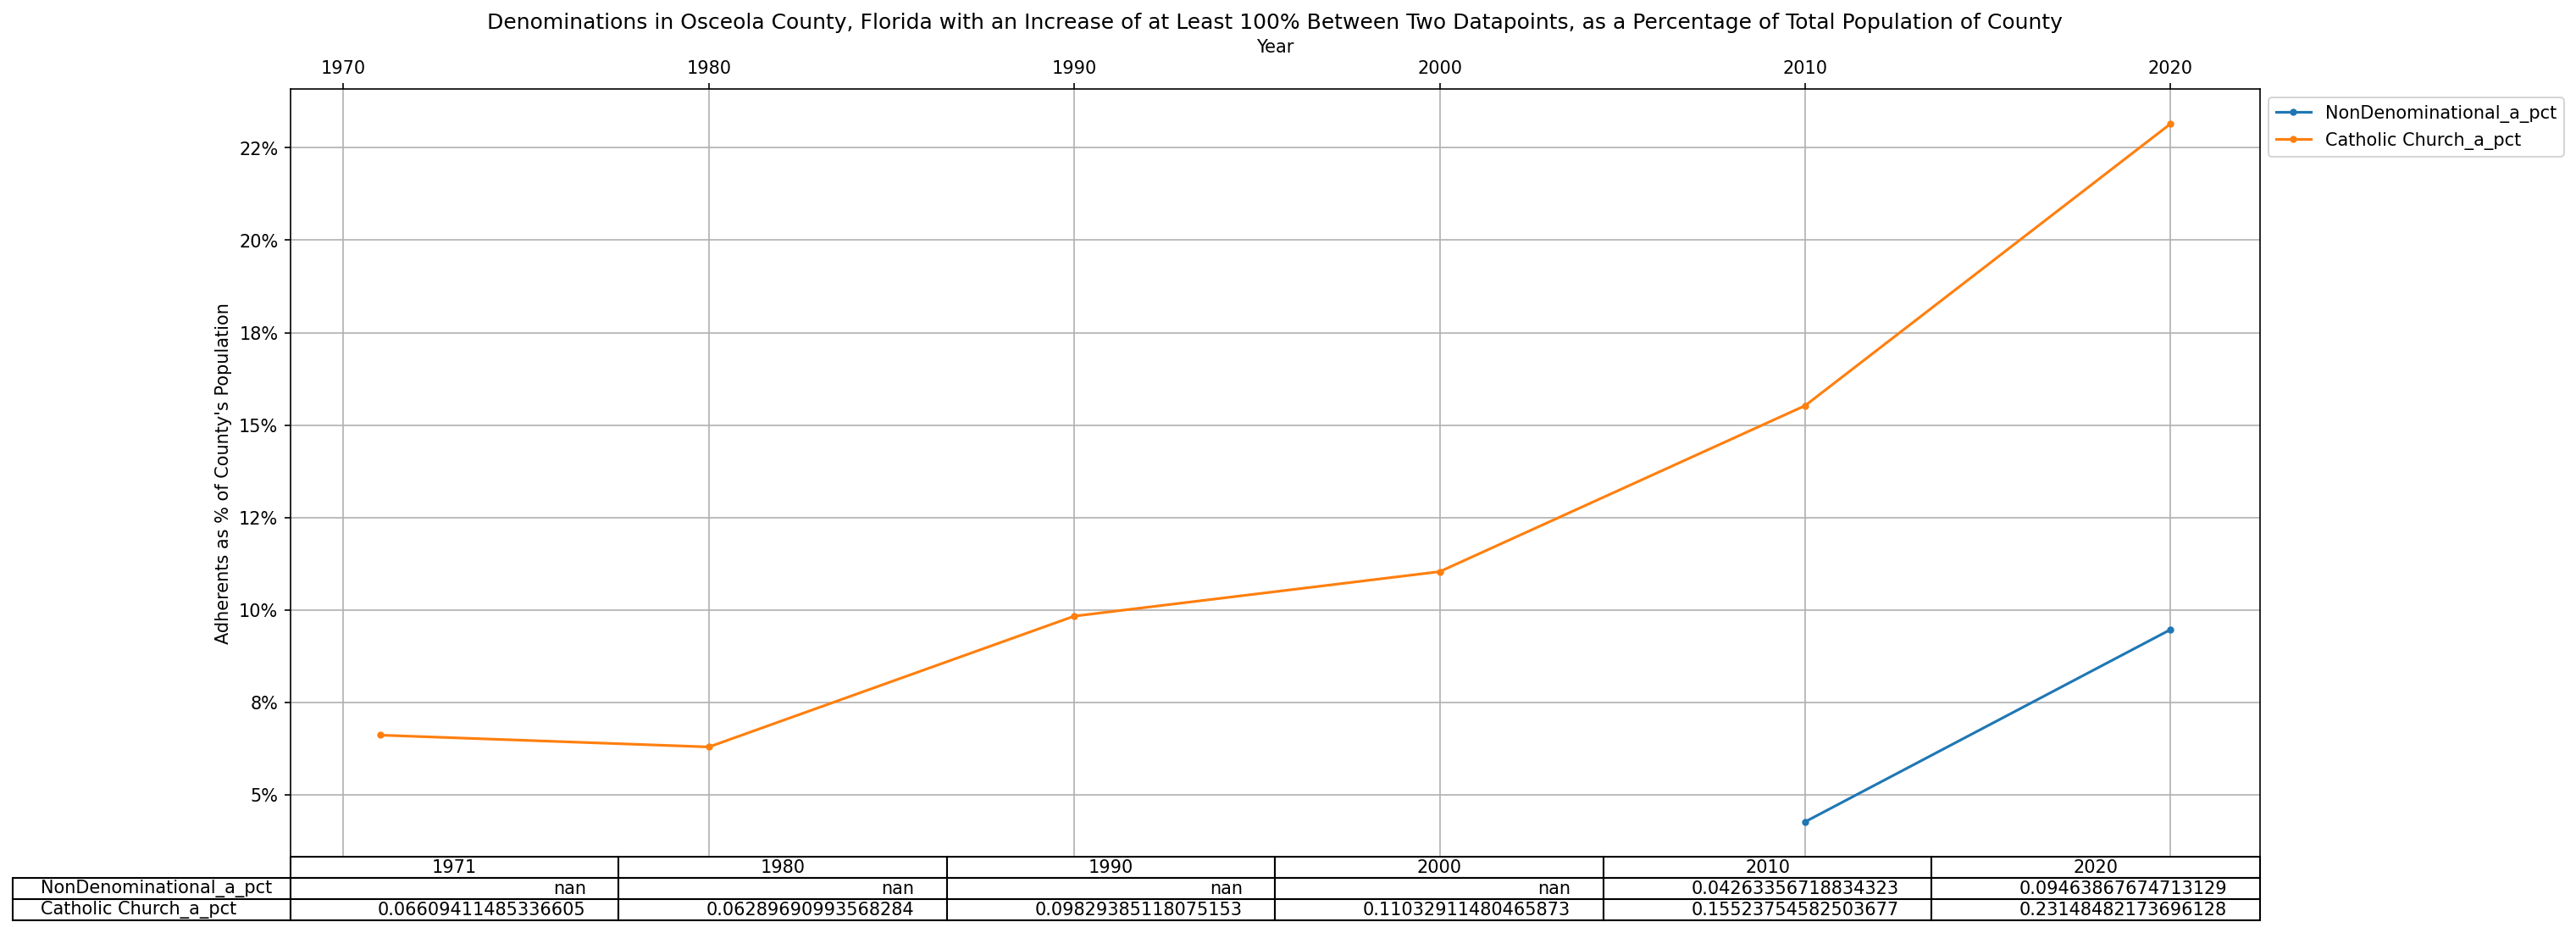 Denominations in Osceola County, Florida with an Increase of at Least 100% Between Two Datapoints, as a Percentage of Total Population of County
Year
1970 1980 1990 2000 2010 2020
NonDenominational_a_pct
Catholic Church_a_pct
Adherents as % of County's Population
22%
20%
18%
15%
12%
10%
8%
5%
1971 1980 1990 2000 2010 2020
NonDenominational_a_pct nan nan nan nan 0.04263356718834323 0.09463867674713129
Catholic Church_a_pct 0.06609411485336605 0.06289690993568284 0.09829385118075153 0.11032911480465873 0.15523754582503677 0.23148482173696128